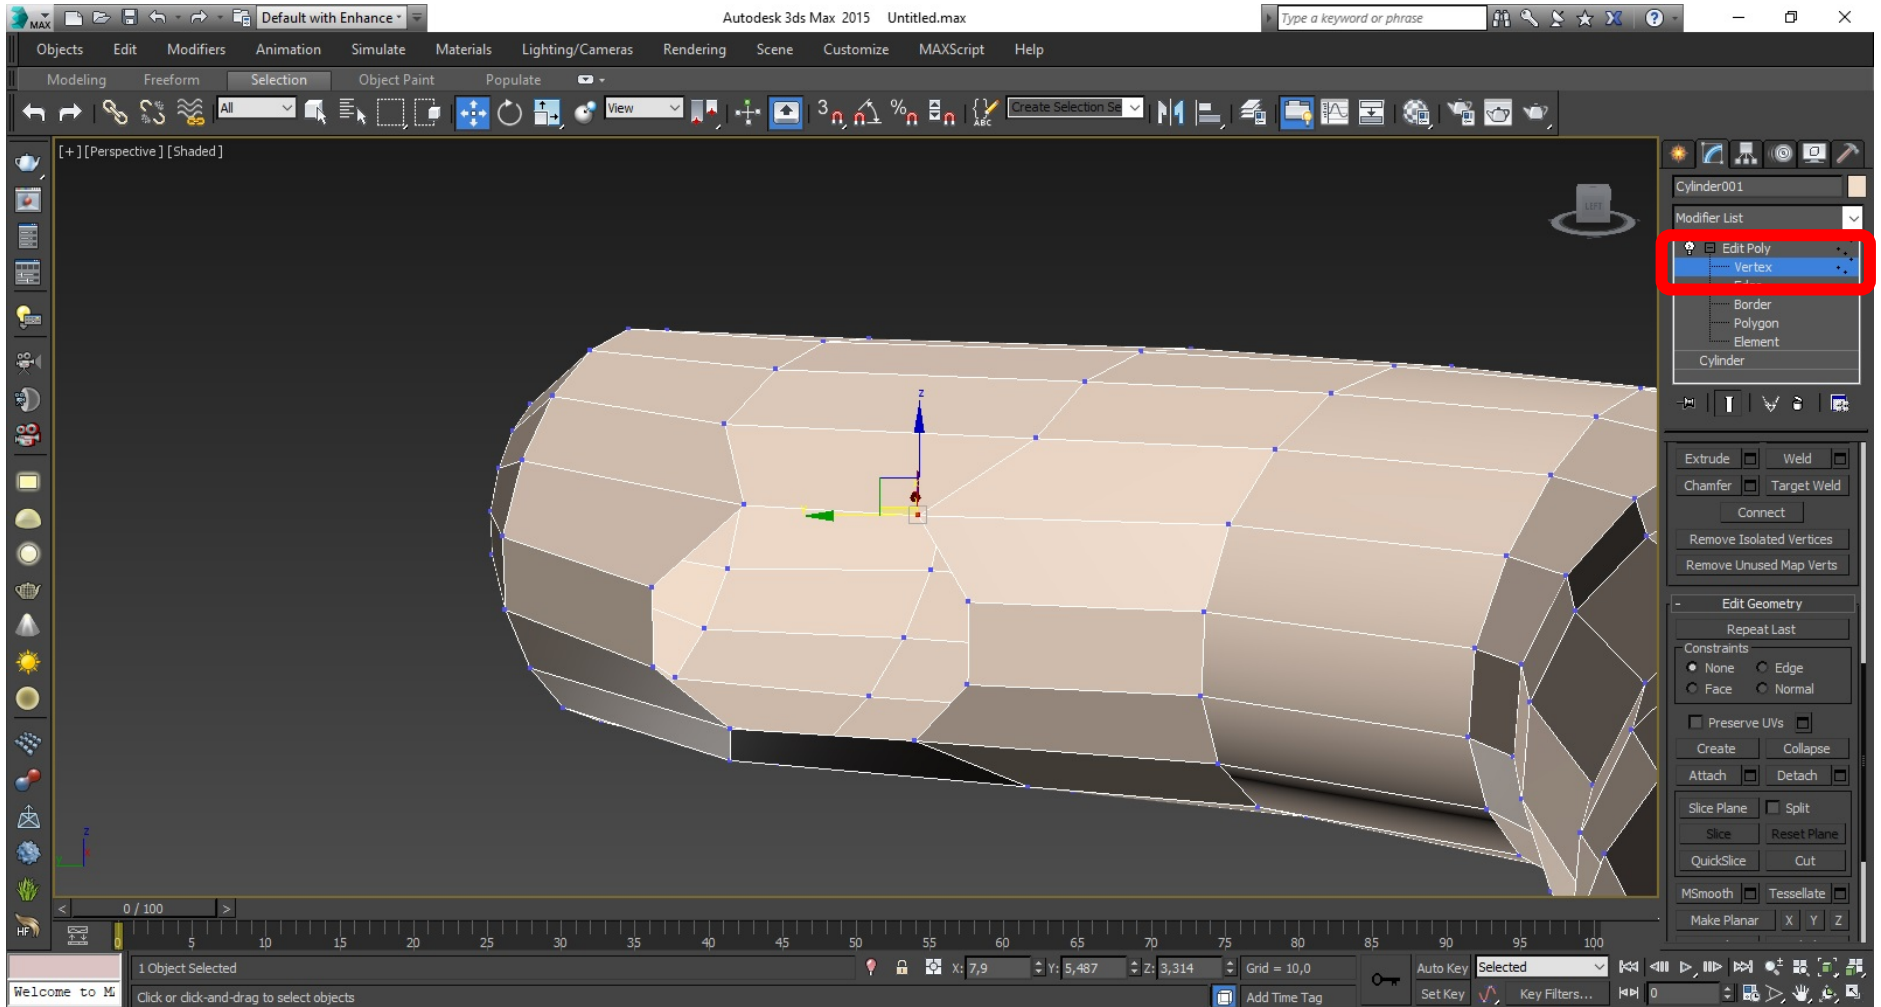 MAX Default with Enhance Autodesk 3ds Max 2015 Untitled.max Type a keyword or phrase
Objects Edit Modifiers Animation Simulate Materials Lighting/Cameras Rendering Scene Customize MAXScript Help
Modeling Freeform Selection Object Paint Populate
All View 3 % ABC Create Selection Se
[+] [Perspective ] [Shaded ]
LEFT
Cylinder001
Modifier List
Edit Poly
Vertex
Edge
Border
Polygon
Element
Cylinder
z
Extrude Weld
Chamfer Target Weld
Connect
Remove Isolated Vertices
Remove Unused Map Verts
- Edit Geometry
Repeat Last
Constraints
None Edge
Face Normal
Preserve UVs
Create Collapse
Attach Detach
Slice Plane Split
Slice Reset Plane
QuickSlice Cut
MSmooth Tessellate
Make Planar X Y Z
z
x
Y
HF
< 0 / 100 >
0 5 10 15 20 25 30 35 40 45 50 55 60 65 70 75 80 85 90 95 100
1 Object Selected X: 7,9 Y: 5,487 Z: 3,314 Grid = 10,0 Auto Key Selected
Welcome to M Click or click-and-drag to select objects Add Time Tag Set Key Key Filters... 0